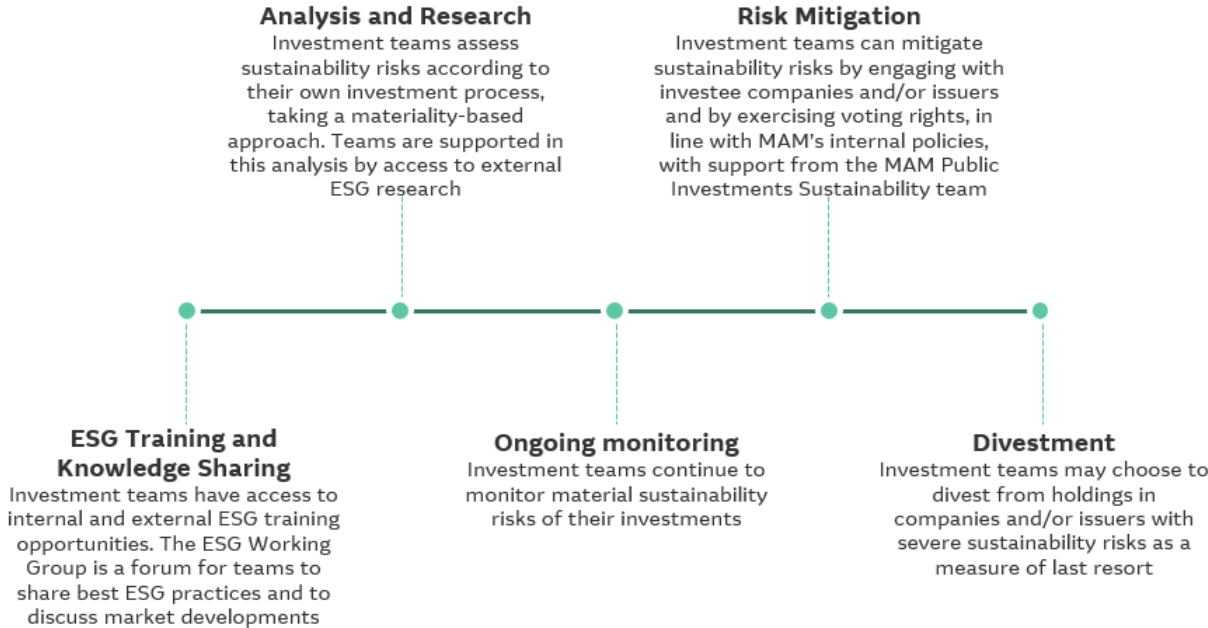 Analysis and Research
Investment teams assess
sustainability risks according to
their own investment process,
taking a materiality-based
approach. Teams are supported in
this analysis by access to external
ESG research
Risk Mitigation
Investment teams can mitigate
sustainability risks by engaging with
investee companies and/or issuers
and by exercising voting rights, in
line with MAM's internal policies,
with support from the MAM Public
Investments Sustainability team
ESG Training and
Knowledge Sharing
Investment teams have access to
internal and external ESG training
opportunities. The ESG Working
Group is a forum for teams to
share best ESG practices and to
discuss market developments
Ongoing monitoring
Investment teams continue to
monitor material sustainability
risks of their investments
Divestment
Investment teams may choose to
divest from holdings in
companies and/or issuers with
severe sustainability risks as a
measure of last resort